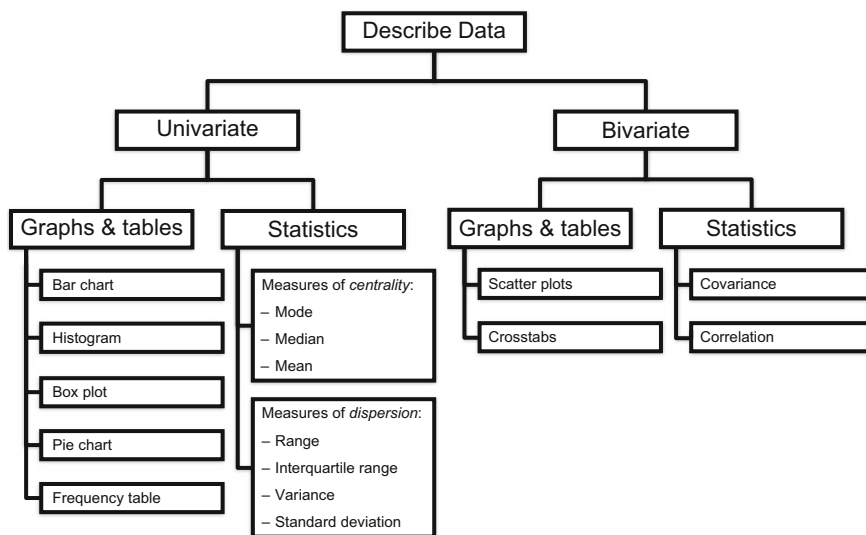 Describe Data
Univariate
Bivariate
Graphs & tables
Statistics
Graphs & tables
Statistics
Bar chart
Histogram
Box plot
Pie chart
Frequency table
Measures of centrality:
– Mode
– Median
– Mean
Measures of dispersion:
– Range
– Interquartile range
– Variance
– Standard deviation
Scatter plots
Crosstabs
Covariance
Correlation